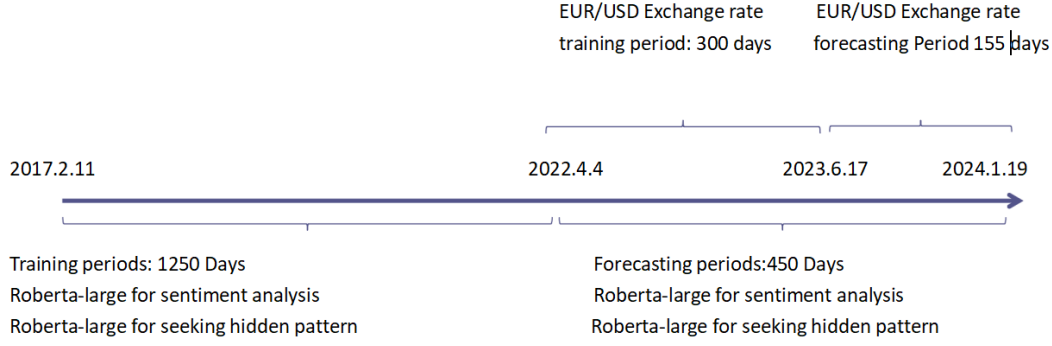 EUR/USD Exchange rate
training period: 300 days
EUR/USD Exchange rate
forecasting Period 155 days
2017.2.11
2022.4.4
2023.6.17
2024.1.19
Training periods: 1250 Days
Roberta-large for sentiment analysis
Roberta-large for seeking hidden pattern
Forecasting periods:450 Days
Roberta-large for sentiment analysis
Roberta-large for seeking hidden pattern